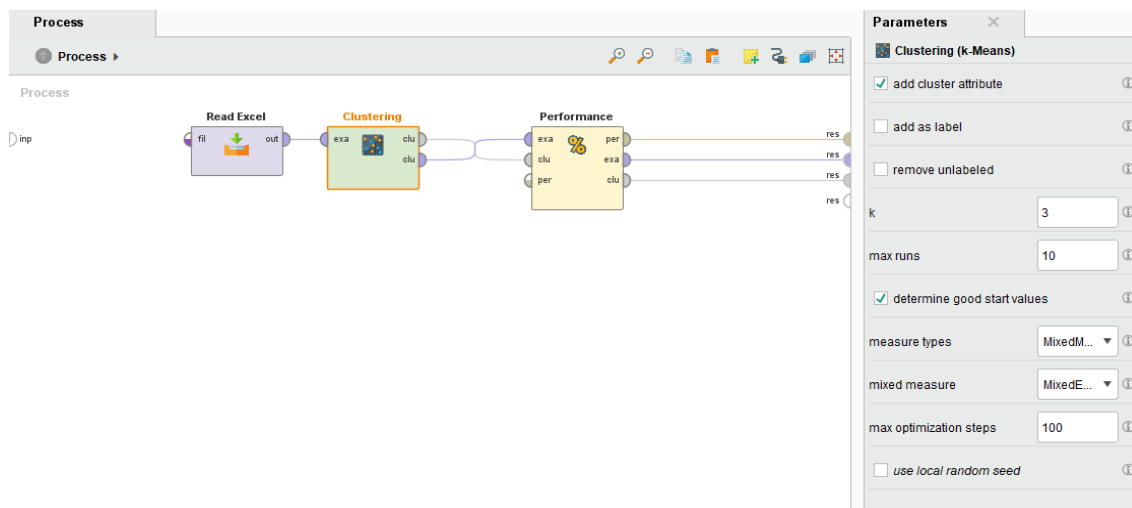 Process
Process
Process
inp
Read Excel
fil
out
Clustering
exa
clu
clu
Performance
%
exa
per
clu
exa
per
clu
res
res
res
res
Parameters
Clustering (k-Means)
add cluster attribute
add as label
remove unlabeled
k
3
max runs
10
determine good start values
measure types
MixedM...
mixed measure
MixedE...
max optimization steps
100
use local random seed